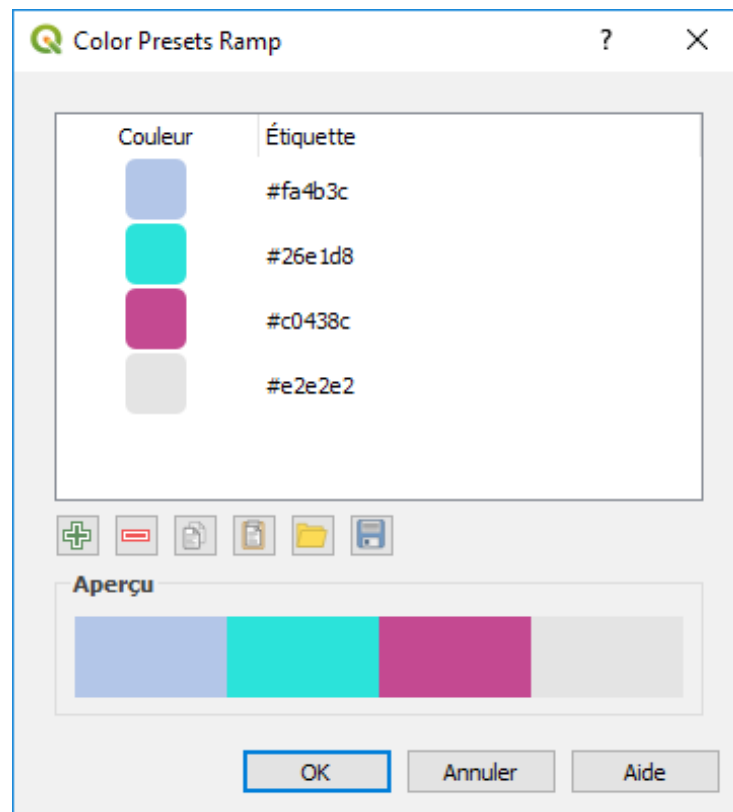 Color Presets Ramp ?
Couleur Étiquette
#fa4b3c
#26e1d8
#c0438c
#e2e2e2
Aperçu
OK Annuler Aide